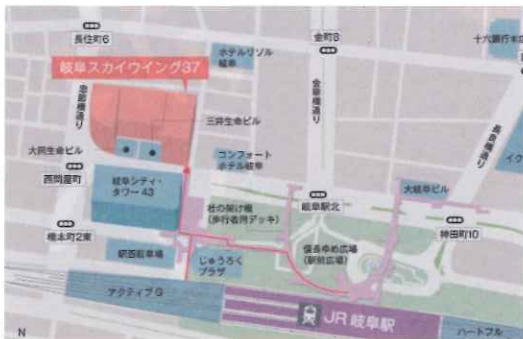 長住町6
金町8
十六銀行本店
ホテルリソル
岐阜
岐阜スカイウイング37
忠節橋通り
金華橋通り
長良橋通り
三井生命ビル
大同生命ビル
コンフォート
ホテル岐阜
イク
西問屋町
岐阜シティ・
タワー43
大岐阜ビル
杜の架け橋
(歩行者用デッキ)
岐阜駅北
橋本町2東
信長ゆめ広場
(駅前広場)
神田町10
駅西駐車場
じゅうろく
プラザ
アクティブG
JR岐阜駅
ハートフル
N